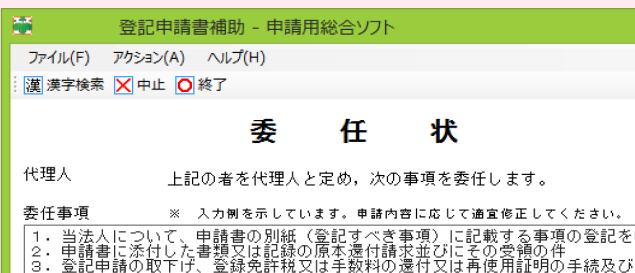 登記申請書補助 - 申請用総合ソフト
ファイル(F) アクション(A) ヘルプ(H)
漢 漢字検索 中止 終了
委 任 状
代理人 上記の者を代理人と定め，次の事項を委任します。
委任事項 ※ 入力例を示しています。申請内容に応じて適宜修正してください。
1．当法人について、申請書の別紙（登記すべき事項）に記載する事項の登記を
2．申請書に添付した書類又は記録の原本還付請求並びにその受領の件
3．登記申請の取下げ、登録免許税又は手数料の還付又は再使用証明の手続及び